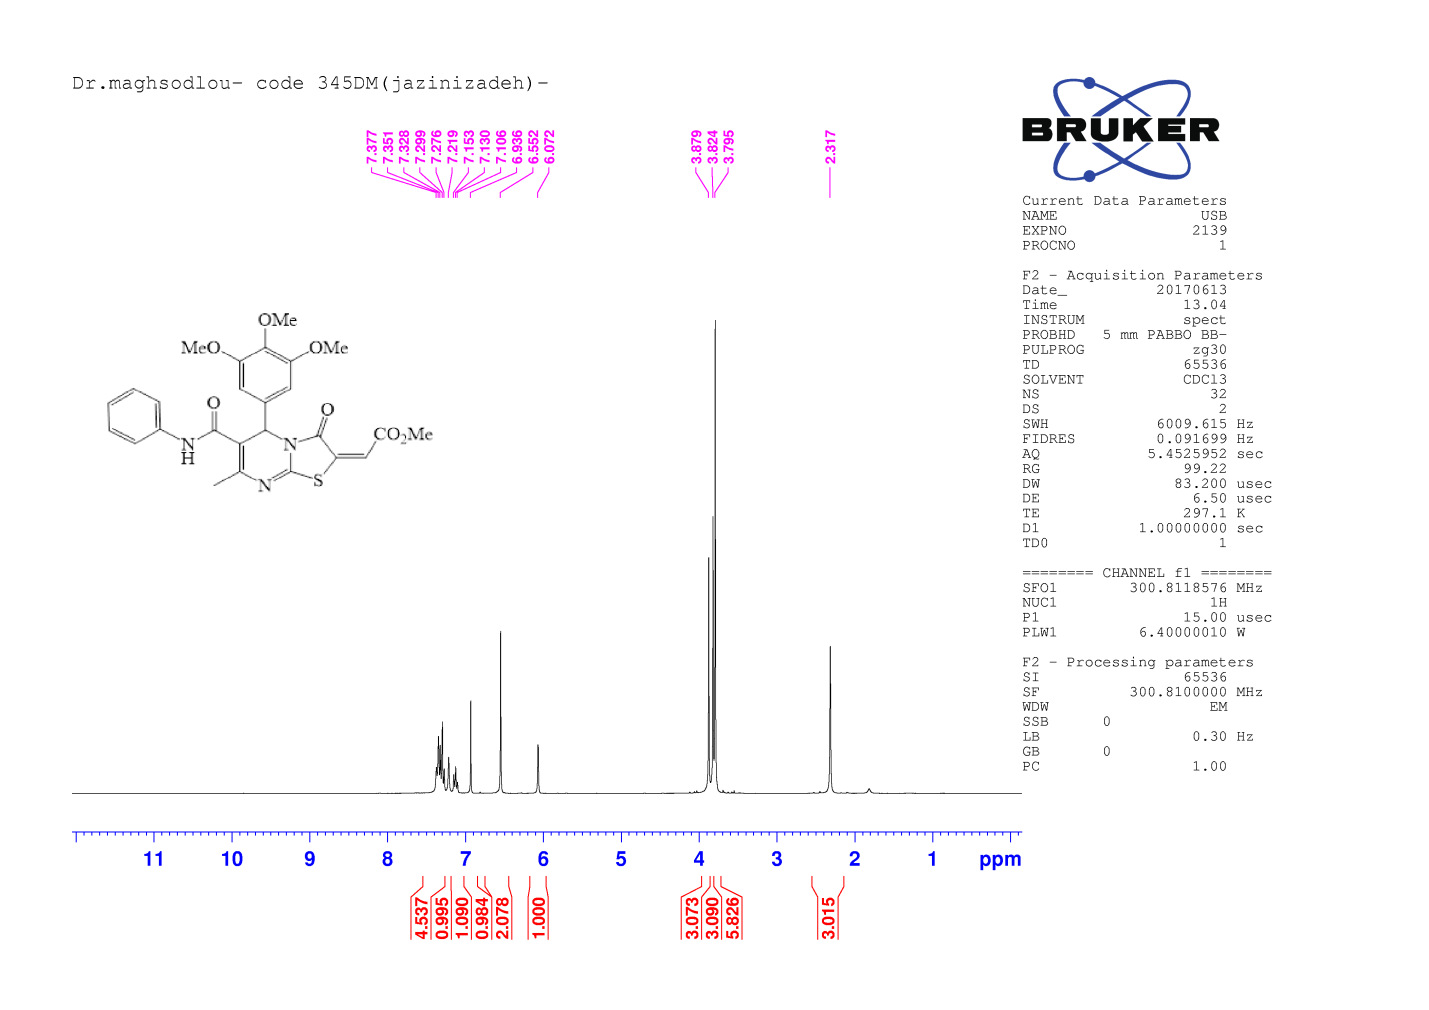 Dr.maghsodlou- code 345DM(jazinizadeh)-
BRUKER
7.377
7.351
7.328
7.299
7.276
7.219
7.153
7.130
7.106
6.936
6.552
6.072
3.879
3.824
3.795
2.317
Current Data Parameters
NAME USB
EXPNO 2139
PROCNO 1
F2 - Acquisition Parameters
Date_ 20170613
Time 13.04
INSTRUM spect
PROBHD 5 mm PABBO BB-
PULPROG zg30
TD 65536
SOLVENT CDCl3
NS 32
DS 2
SWH 6009.615 Hz
FIDRES 0.091699 Hz
AQ 5.4525952 sec
RG 99.22
DW 83.200 usec
DE 6.50 usec
TE 297.1 K
D1 1.00000000 sec
TD0 1
======== CHANNEL f1 ========
SFO1 300.8118576 MHz
NUC1 1H
P1 15.00 usec
PLW1 6.40000010 W
F2 - Processing parameters
SI 65536
SF 300.8100000 MHz
WDW EM
SSB 0
LB 0.30 Hz
GB 0
PC 1.00
OMe
MeO OMe
O O
N CO₂Me
N
H
N S
11 10 9 8 7 6 5 4 3 2 1 ppm
4.537
0.995
1.090
0.984
2.078
1.000
3.073
3.090
5.826
3.015